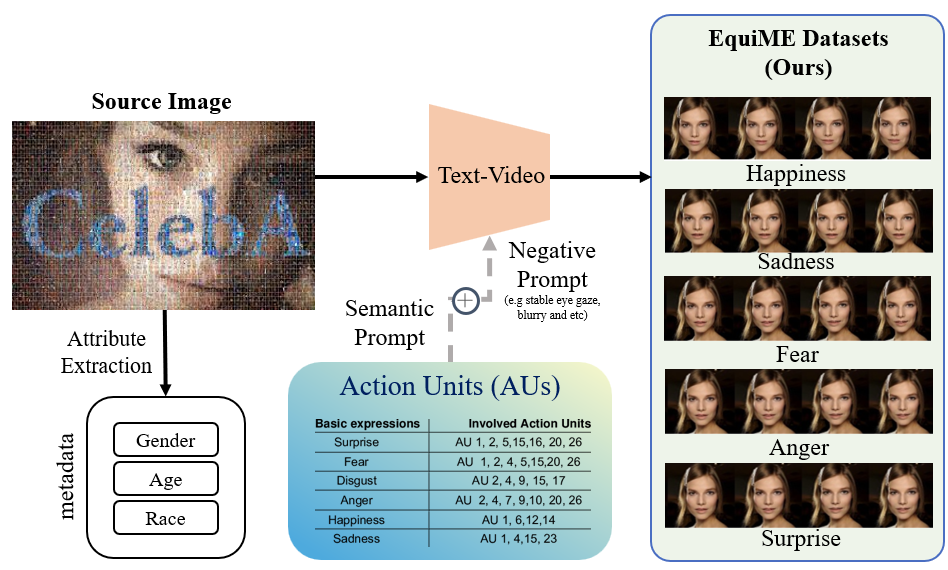 Source Image
CelebA
Attribute
Extraction
metadada
Gender
Age
Race
Text-Video
Semantic
Prompt
Negative
Prompt
(e.g stable eye gaze,
blurry and etc)
Action Units (AUs)
Basic expressions Involved Action Units
Surprise AU 1, 2, 5,15,16, 20, 26
Fear AU 1, 2, 4, 5,15,20, 26
Disgust AU 2, 4, 9, 15, 17
Anger AU 2, 4, 7, 9,10, 20, 26
Happiness AU 1, 6,12,14
Sadness AU 1, 4,15, 23
EquiME Datasets
(Ours)
Happiness
Sadness
Fear
Anger
Surprise